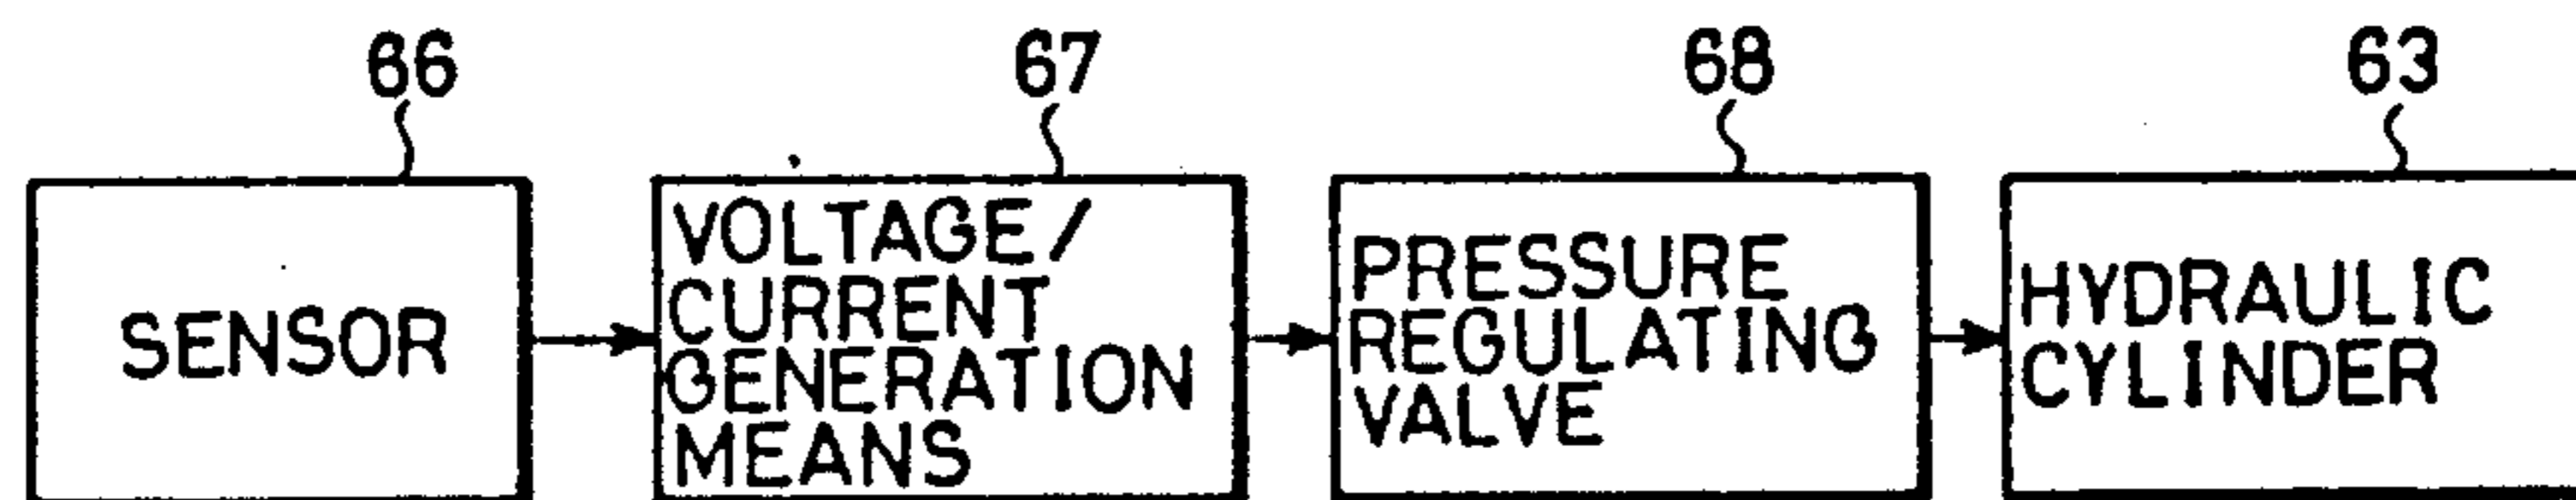 66
67
68
63
SENSOR
VOLTAGE/
CURRENT
GENERATION
MEANS
PRESSURE
REGULATING
VALVE
HYDRAULIC
CYLINDER